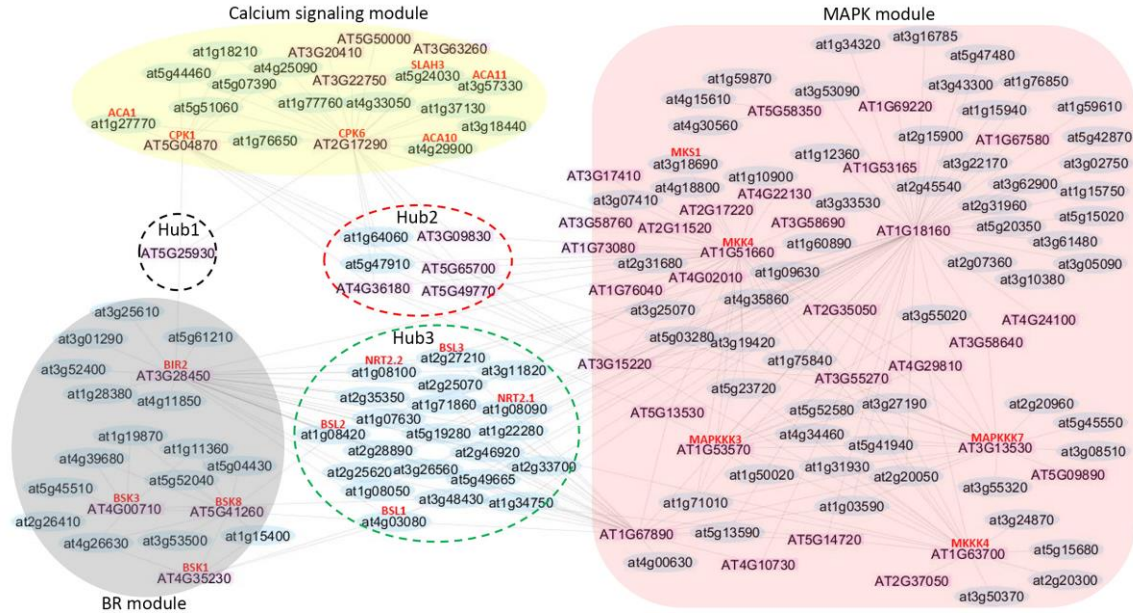 Calcium signaling module
MAPK module
AT5G50000
at1g18210
AT3G20410
AT3G63260
at5g44460
at4g25090
SLAH3
at5g07390
AT3G22750
at5g24030
ACA11
at3g57330
at5g51060
at1g77760
at4g33050
at1g37130
ACA1
at1g27770
at3g18440
CPK1
AT5G04870
at1g76650
CPK6
AT2G17290
ACA10
at4g29900
Hub1
AT5G25930
Hub2
at1g64060
AT3G09830
at5g47910
AT5G65700
AT4G36180
AT5G49770
at3g25610
at3g01290
at5g61210
at3g52400
BIR2
AT3G28450
at1g28380
at4g11850
at1g19870
at1g11360
at4g39680
at5g04430
at5g45510
at5g52040
BSK3
AT4G00710
BSK8
AT5G41260
at2g26410
at4g26630
at3g53500
at1g15400
BSK1
AT4G35230
BR module
Hub3
BSL3
at2g27210
NRT2.2
at1g08100
at3g11820
at2g25070
at2g35350
at1g71860
NRT2.1
at1g08090
at1g07630
BSL2
at1g08420
at5g19280
at1g22280
at2g28890
at2g46920
at2g25620
at3g26560
at2g33700
at5g49665
at1g08050
at3g48430
at1g34750
BSL1
at4g03080
at3g16785
at1g34320
at5g47480
at1g59870
at3g53090
at3g43300
at1g76850
at4g15610
AT5G58350
AT1G69220
at1g15940
at1g59610
at4g30560
at2g15900
AT1G67580
at5g42870
MKS1
at3g18690
at1g12360
AT1G53165
at3g22170
at3g02750
AT3G17410
at1g10900
at4g18800
AT4G22130
at2g45540
at3g62900
at1g15750
at3g07410
AT2G17220
at3g33530
at2g31960
AT3G58760
AT2G11520
AT3G58690
at5g20350
at5g15020
AT1G18160
MKK4
AT1G51660
at1g60890
at3g61480
AT1G73080
at2g31680
AT4G02010
at1g09630
at2g07360
at3g05090
at3g10380
AT1G76040
at4g35860
at3g25070
AT2G35050
at3g55020
AT4G24100
at5g03280
at3g19420
AT3G58640
AT3G15220
at1g75840
AT4G29810
at5g23720
AT3G55270
AT5G13530
at5g52580
at3g27190
at2g20960
at5g45550
MAPKKK3
AT1G53570
at4g34460
at5g41940
MAPKKK7
AT3G13530
at3g08510
at1g50020
at1g31930
at2g20050
AT5G09890
at3g55320
at1g71010
at1g03590
at3g24870
AT1G67890
at5g13590
AT5G14720
MKKK4
AT1G63700
at5g15680
at4g00630
AT4G10730
AT2G37050
at2g20300
at3g50370